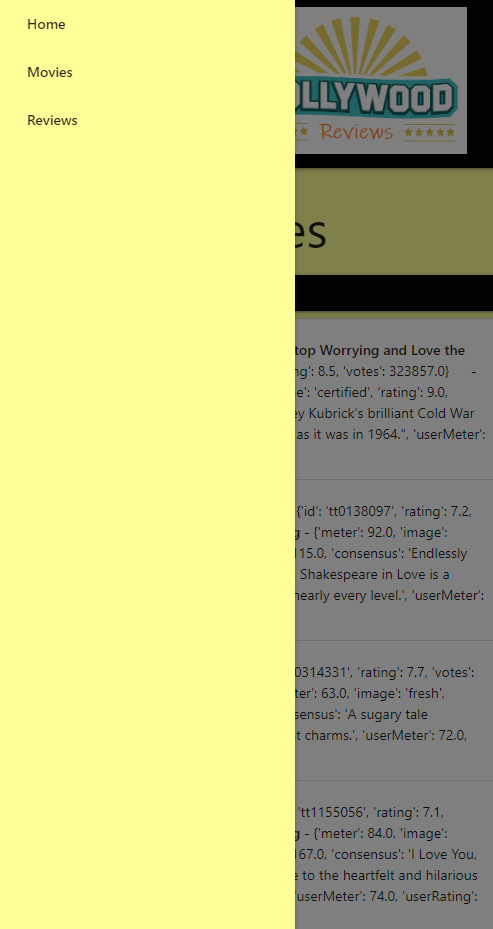 Home
Movies
Reviews
OLLYWOOD
Reviews
es
top Worrying and Love the
ng': 8.5, 'votes': 323857.0} -
e': 'certified', 'rating': 9.0,
ey Kubrick's brilliant Cold War
as it was in 1964.", 'userMeter':
{'id': 'tt0138097', 'rating': 7.2,
g - {'meter': 92.0, 'image':
115.0, 'consensus': 'Endlessly
Shakespeare in Love is a
nearly every level.', 'userMeter':
0314331', 'rating': 7.7, 'votes':
ter': 63.0, 'image': 'fresh',
sensus': 'A sugary tale
t charms.', 'userMeter': 72.0,
'tt1155056', 'rating': 7.1,
g - {'meter': 84.0, 'image':
167.0, 'consensus': 'I Love You,
e to the heartfelt and hilarious
'userMeter': 74.0, 'userRating':